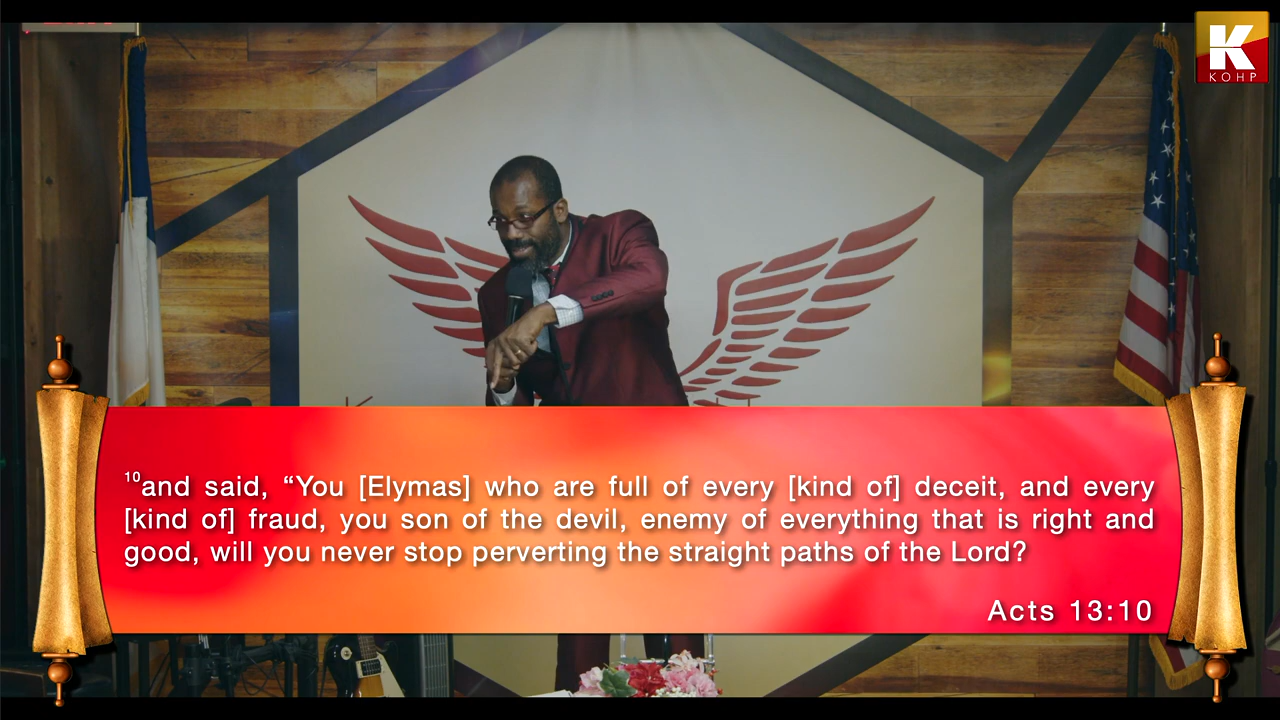 K
KOHP
¹⁰and said, “You [Elymas] who are full of every [kind of] deceit, and every
[kind of] fraud, you son of the devil, enemy of everything that is right and
good, will you never stop perverting the straight paths of the Lord?
Acts 13:10